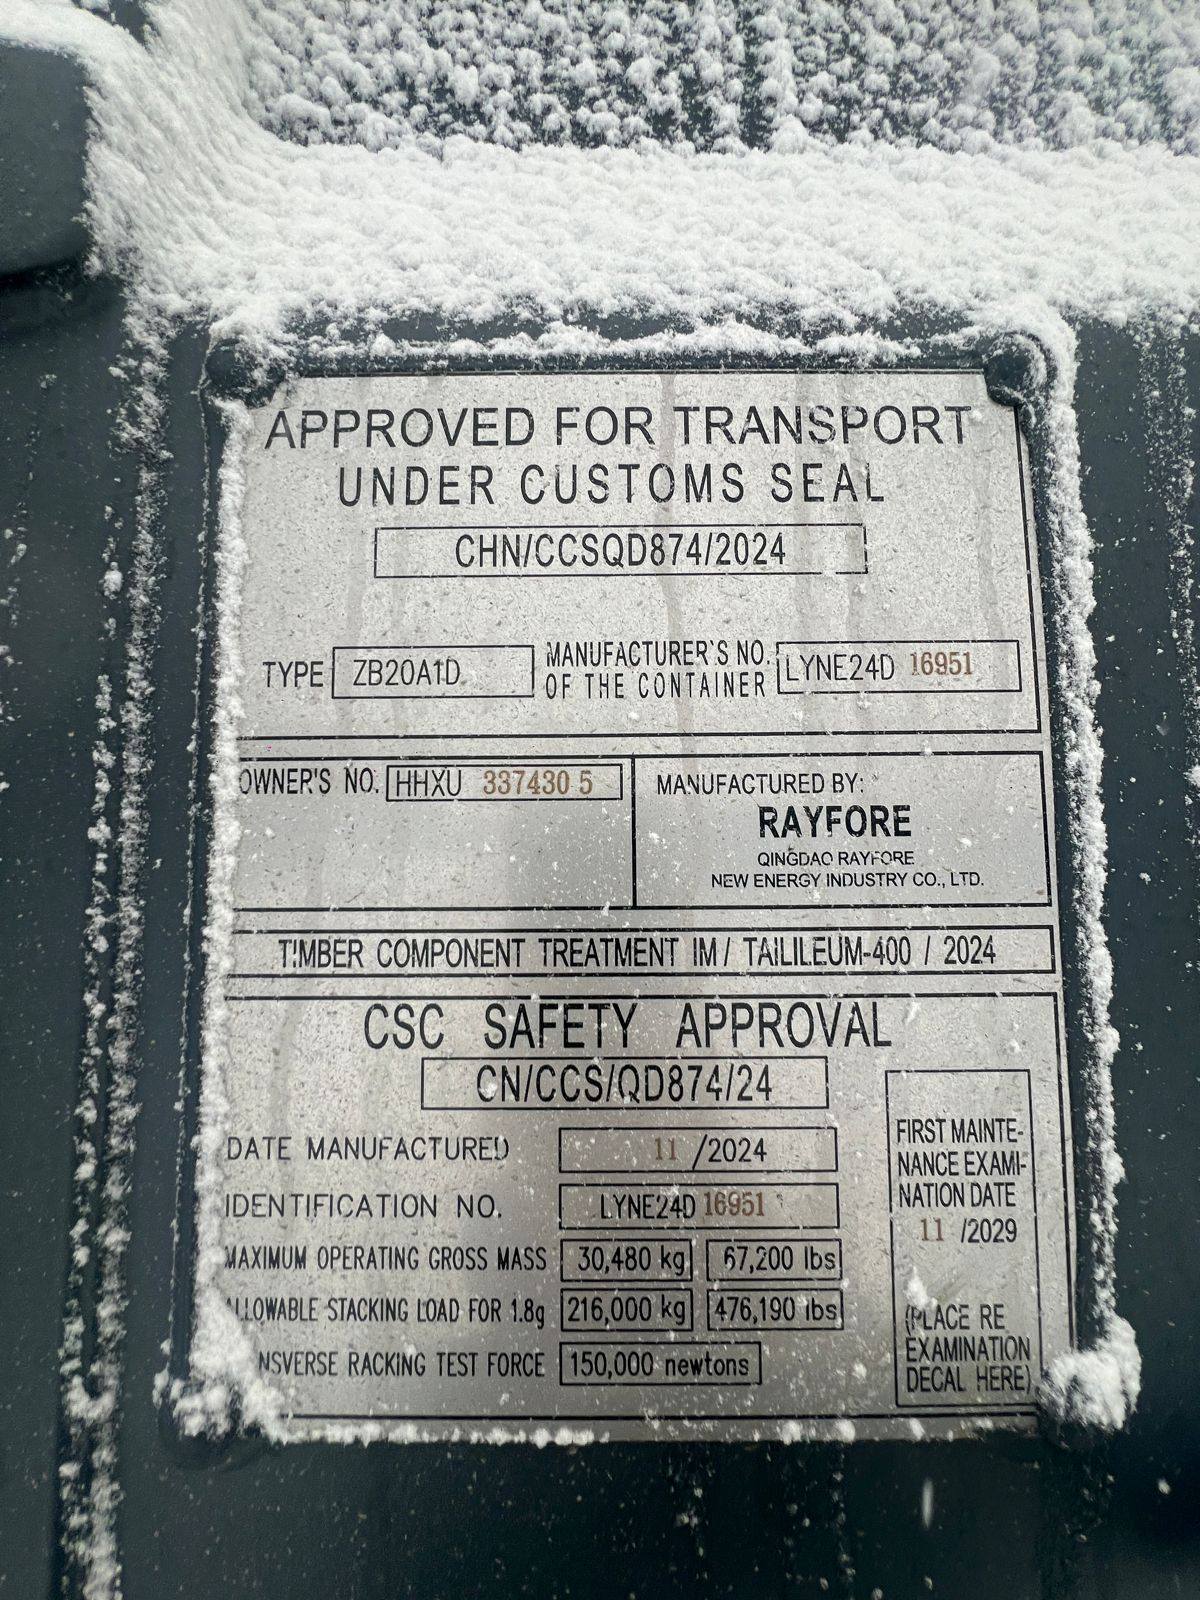 APPROVED FOR TRANSPORT
UNDER CUSTOMS SEAL
CHN/CCSQD874/2024
TYPE ZB20A1D
MANUFACTURER'S NO.
OF THE CONTAINER
LYNE24D 16951
OWNER'S NO. HHXU 337430 5
MANUFACTURED BY:
RAYFORE
QINGDAO RAYFORE
NEW ENERGY INDUSTRY CO., LTD.
TIMBER COMPONENT TREATMENT IM / TAILILEUM-400 / 2024
CSC SAFETY APPROVAL
CN/CCS/QD874/24
DATE MANUFACTURED 11 /2024
IDENTIFICATION NO. LYNE24D 16951
MAXIMUM OPERATING GROSS MASS 30,480 kg 67,200 lbs
ALLOWABLE STACKING LOAD FOR 1.8g 216,000 kg 476,190 lbs
NSVERSE RACKING TEST FORCE 150,000 newtons
FIRST MAINTE-
NANCE EXAMI-
NATION DATE
11 /2029
(PLACE RE
EXAMINATION
DECAL HERE)